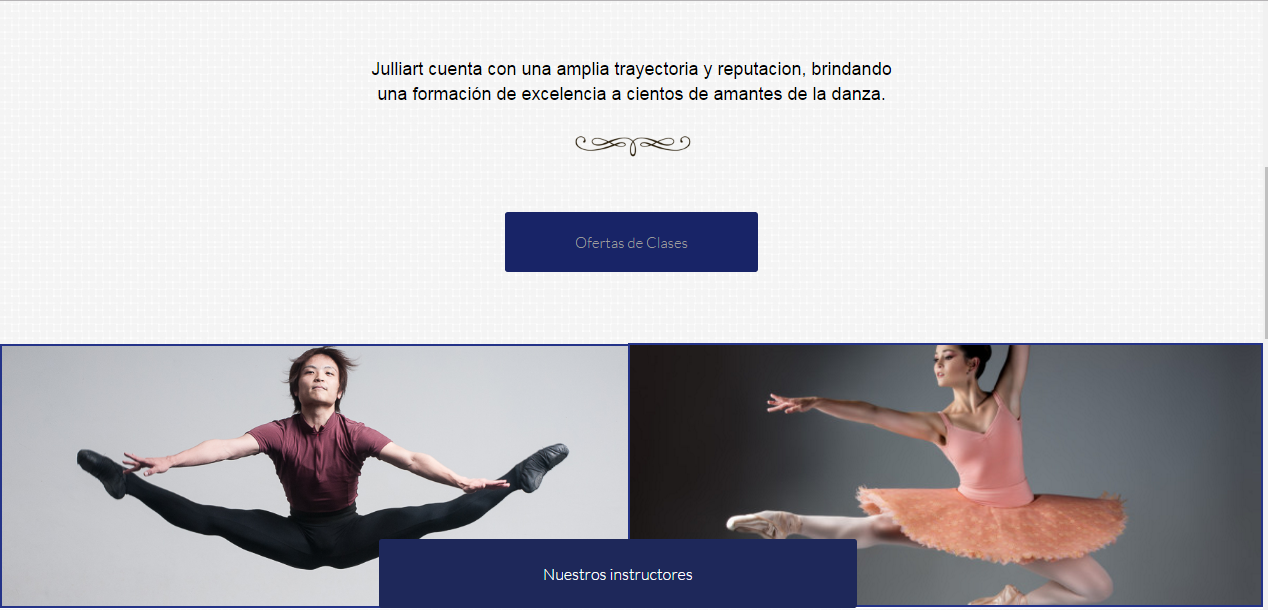 Julliart cuenta con una amplia trayectoria y reputacion, brindando
una formación de excelencia a cientos de amantes de la danza.
Ofertas de Clases
Nuestros instructores